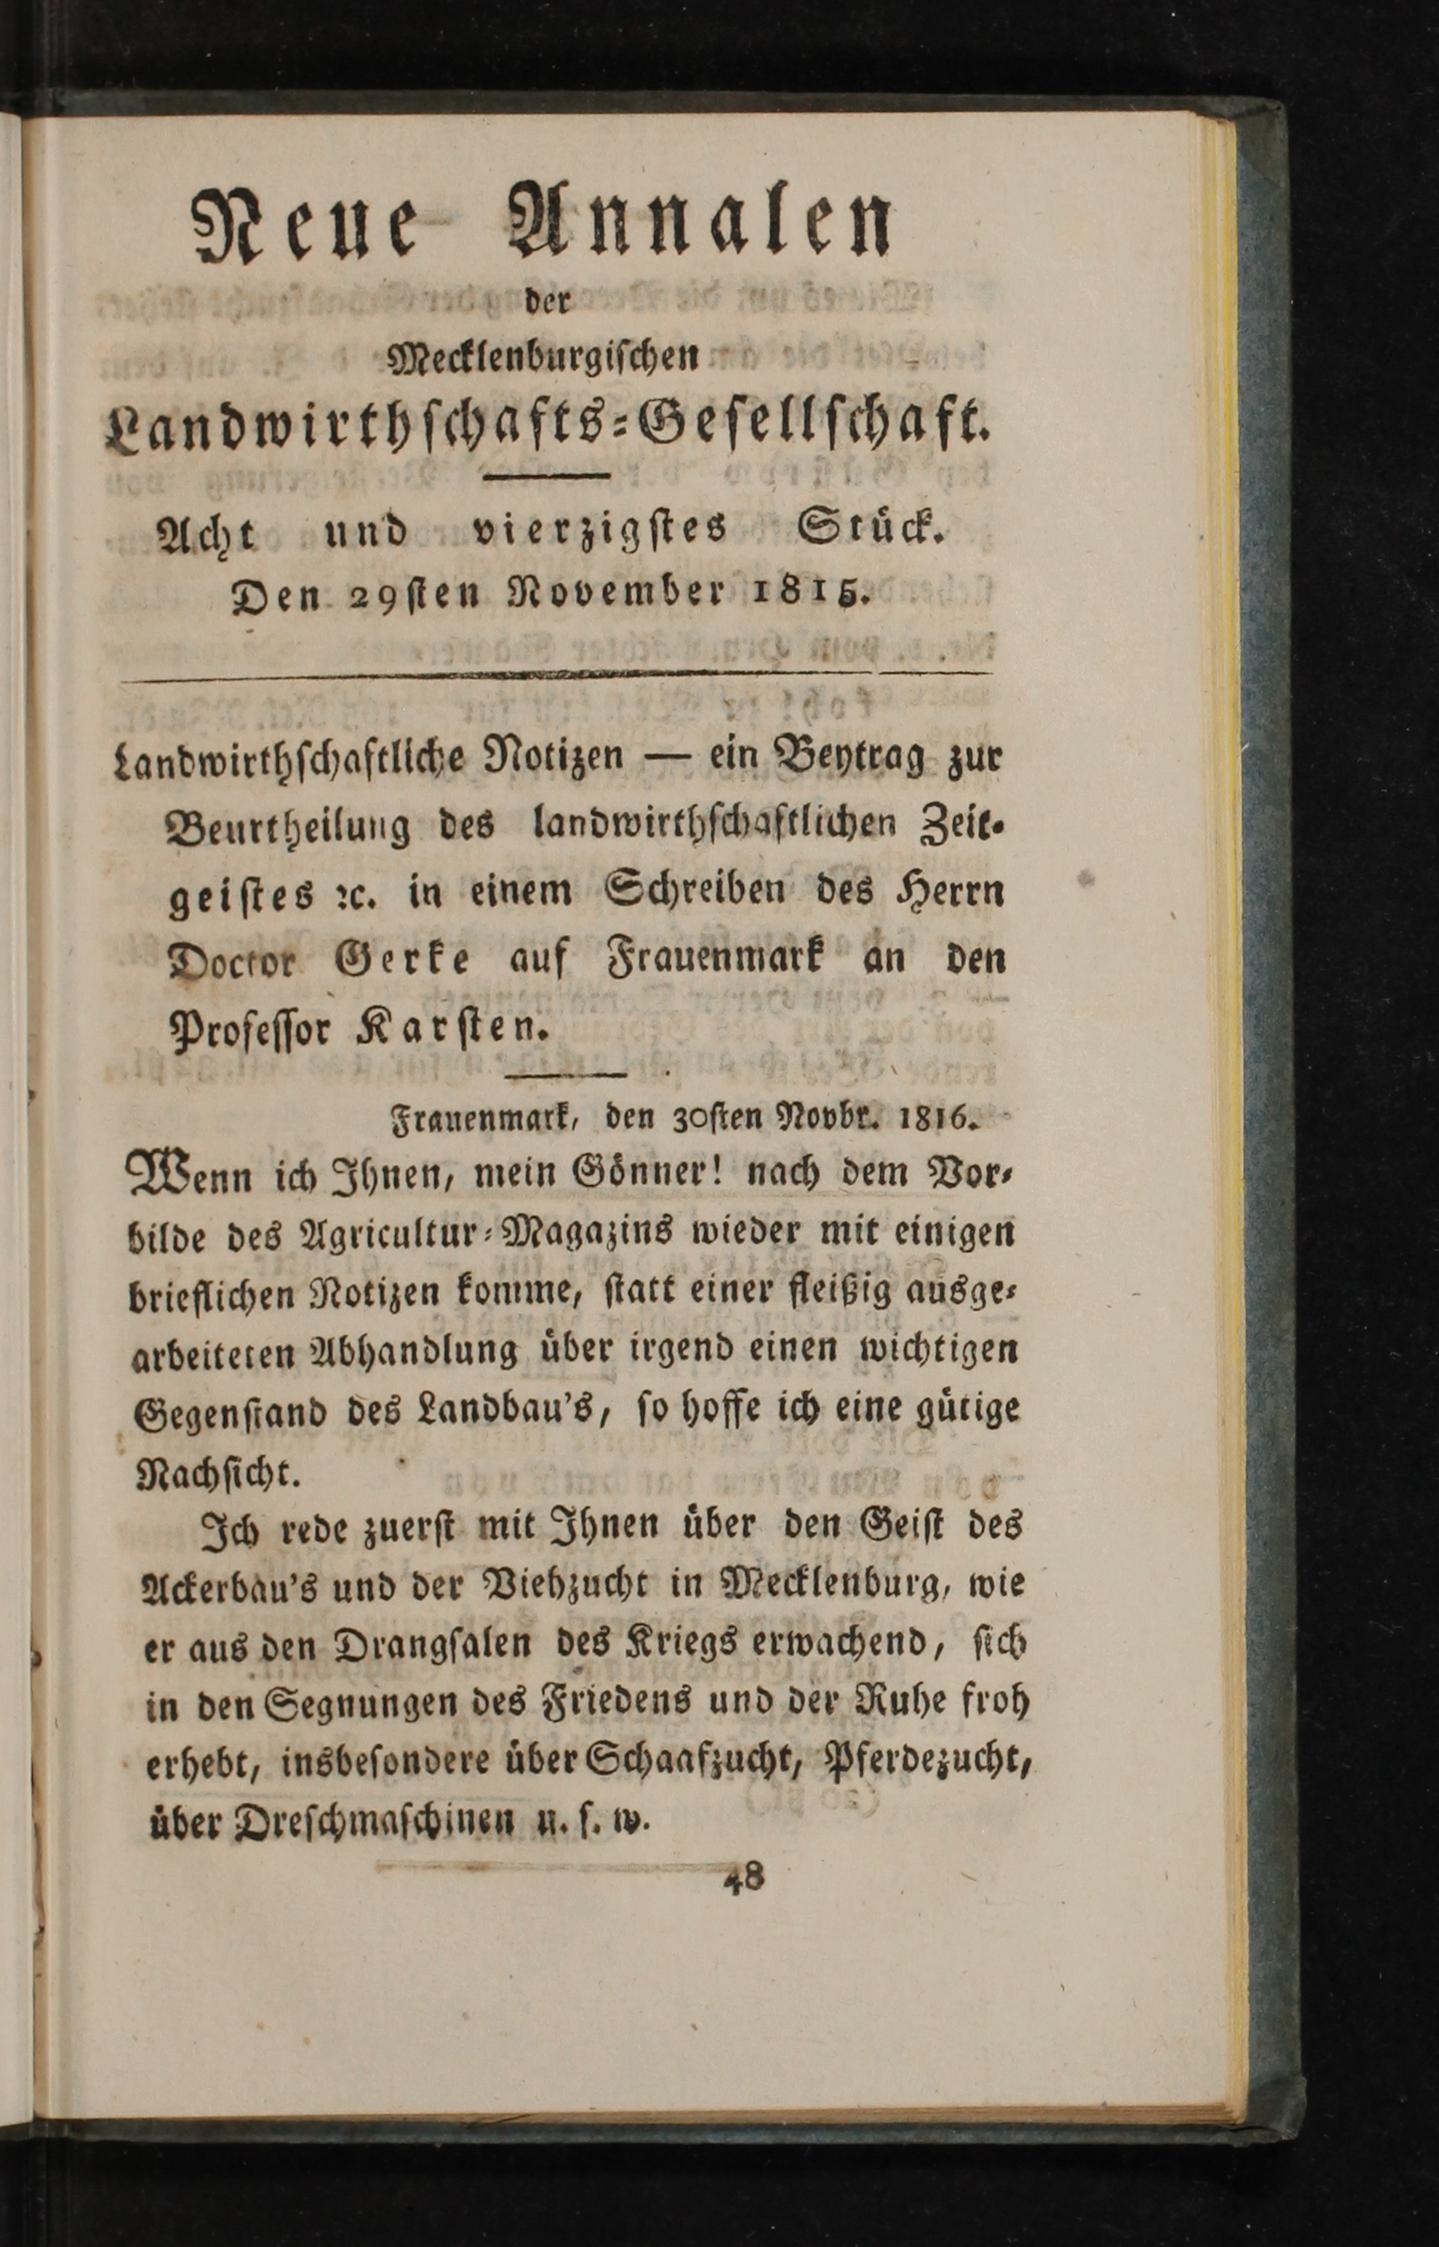 Neue Annalen
der
Mecklenburgiſchen
Landwirthſchafts-Geſellſchaft.
Acht und vierzigſtes Stück.
Den 29ſten November 1816.
Landwirthſchaftliche Notizen — ein Beytrag zur
Beurtheilung des landwirthſchaftlichen Zeit-
geiſtes ꝛc. in einem Schreiben des Herrn
Doctor Gerke auf Frauenmark an den
Profeſſor Karſten.
Frauenmark, den 30ſten Novbr. 1816.
Wenn ich Ihnen, mein Gönner! nach dem Vor-
bilde des Agricultur-Magazins wieder mit einigen
brieflichen Notizen komme, ſtatt einer fleißig ausge-
arbeiteten Abhandlung über irgend einen wichtigen
Gegenſtand des Landbau's, ſo hoffe ich eine gütige
Nachſicht.
Ich rede zuerſt mit Ihnen über den Geiſt des
Ackerbau's und der Viehzucht in Mecklenburg, wie
er aus den Drangſalen des Kriegs erwachend, ſich
in den Segnungen des Friedens und der Ruhe froh
erhebt, insbeſondere über Schaafzucht, Pferdezucht,
über Dreſchmaſchinen u. ſ. w.
48